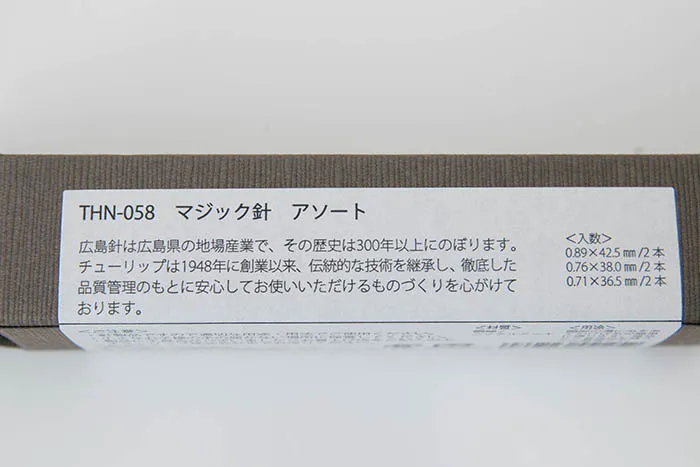 THN-058 マジック針 アソート
広島針は広島県の地場産業で、その歴史は300年以上にのぼります。
チューリップは1948年に創業以来、伝統的な技術を継承し、徹底した
品質管理のもとに安心してお使いいただけるものづくりを心がけて
おります。
＜入数＞
0.89×42.5 mm /2 本
0.76×38.0 mm /2 本
0.71×36.5 mm /2 本